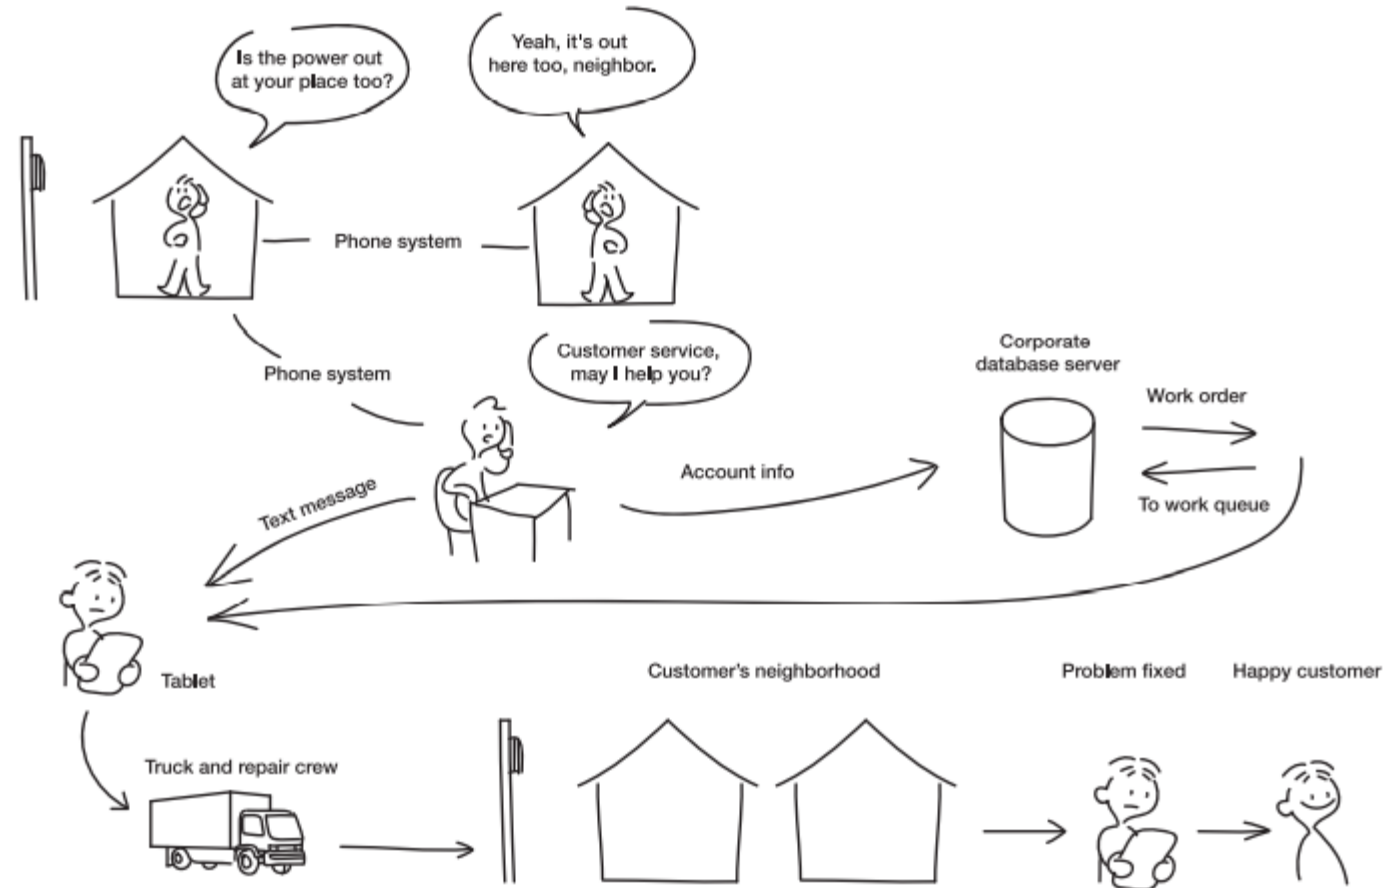 Is the power out
at your place too?
Yeah, it's out
here too, neighbor.
Phone system
Customer service,
may I help you?
Phone system
Corporate
database server
Work order
Account info
To work queue
Text message
Tablet
Customer's neighborhood
Problem fixed
Happy customer
Truck and repair crew